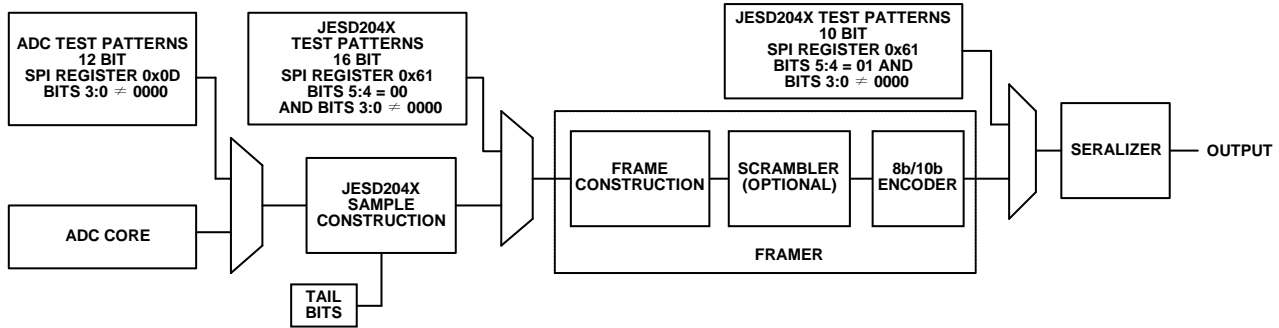 ADC TEST PATTERNS
12 BIT
SPI REGISTER 0x0D
BITS 3:0 ≠ 0000
JESD204X
TEST PATTERNS
16 BIT
SPI REGISTER 0x61
BITS 5:4 = 00
AND BITS 3:0 ≠ 0000
JESD204X TEST PATTERNS
10 BIT
SPI REGISTER 0x61
BITS 5:4 = 01 AND
BITS 3:0 ≠ 0000
ADC CORE
JESD204X
SAMPLE
CONSTRUCTION
TAIL
BITS
FRAME
CONSTRUCTION
SCRAMBLER
(OPTIONAL)
8b/10b
ENCODER
FRAMER
SERALIZER
OUTPUT